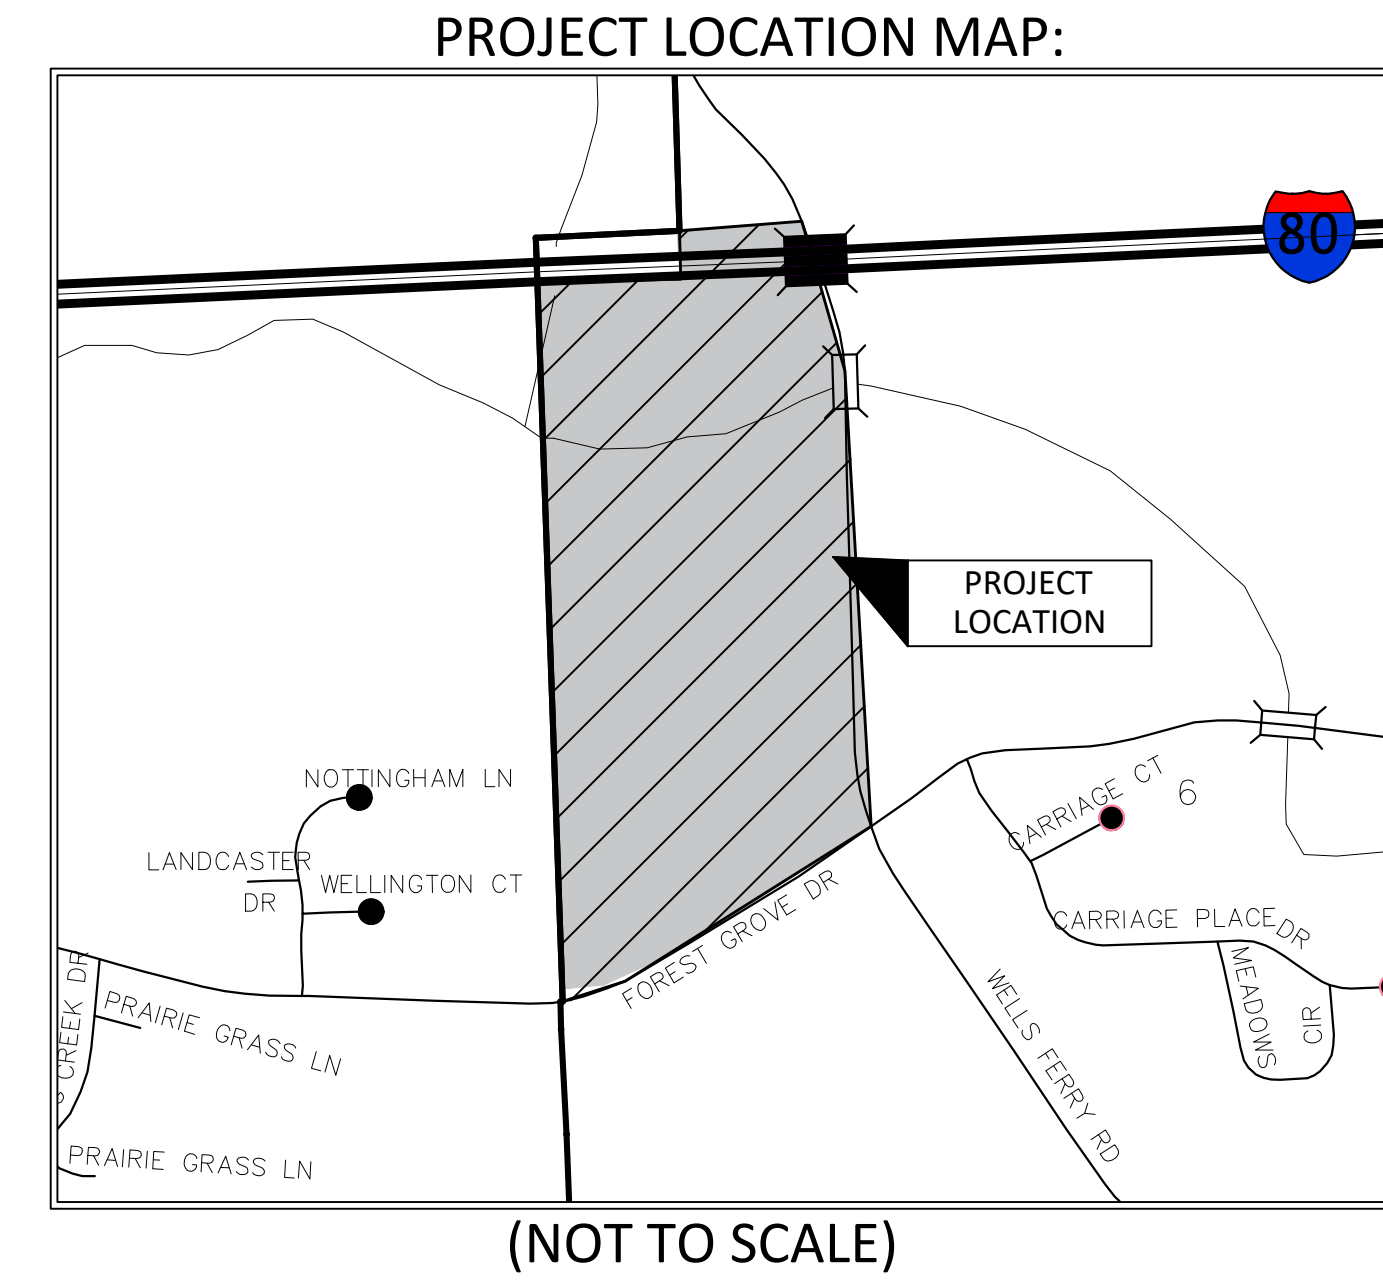 PROJECT LOCATION MAP:
80
PROJECT
LOCATION
NOTTINGHAM LN
CARRIAGE CT
6
LANDCASTER
DR
WELLINGTON CT
FOREST GROVE DR
CARRIAGE PLACE DR
MEADOWS
CIR
CREEK DR
PRAIRIE GRASS LN
WELLS FERRY RD
PRAIRIE GRASS LN
(NOT TO SCALE)